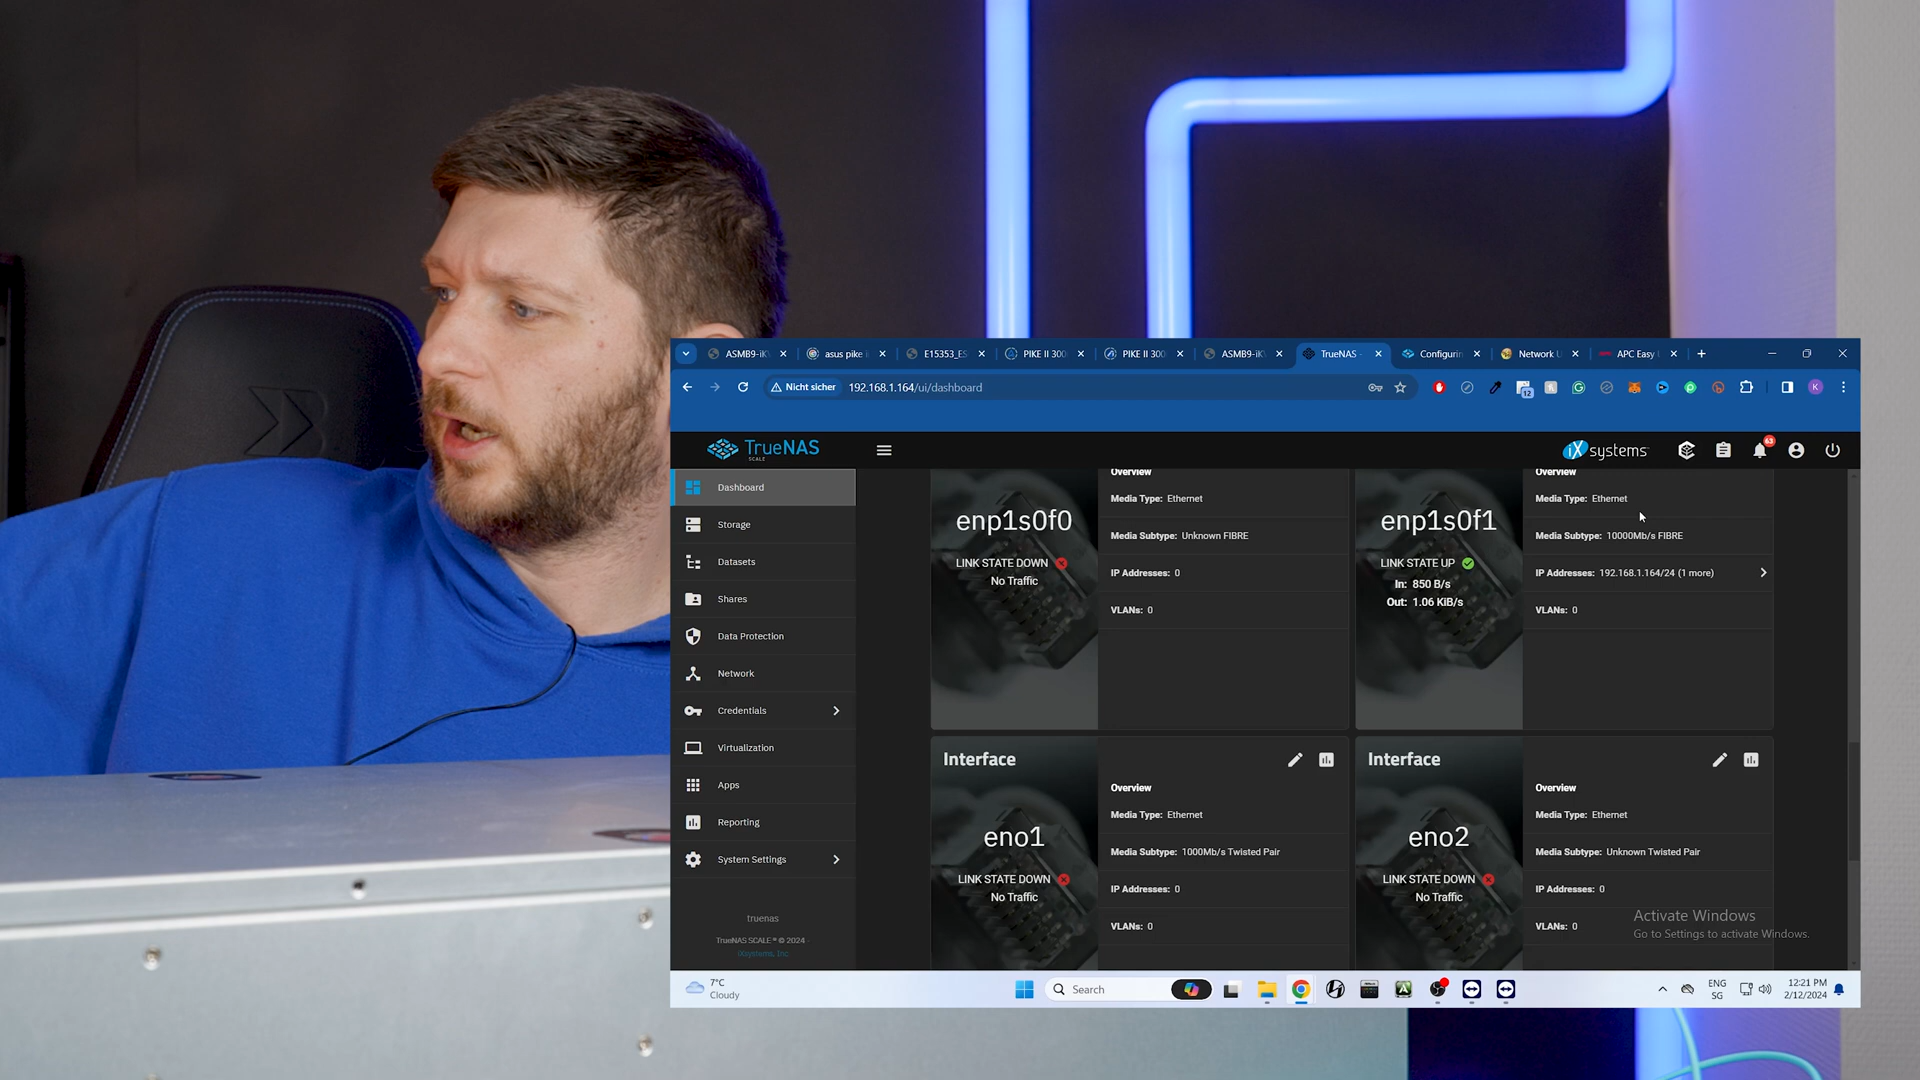 ASMB9-iK
asus pike i
E15353_ES
PIKE II 300
PIKE II 300
ASMB9-iK
TrueNAS -
Configurin
Network U
APC Easy
Nicht sicher
192.168.1.164/ui/dashboard
12
K
TrueNAS
SCALE
iX systems
63
Dashboard
Storage
Datasets
Shares
Data Protection
Network
Credentials
Virtualization
Apps
Reporting
System Settings
truenas
TrueNAS SCALE ® © 2024 -
iXsystems, Inc
enp1s0f0
LINK STATE DOWN
No Traffic
Overview
Media Type: Ethernet
Media Subtype: Unknown FIBRE
IP Addresses: 0
VLANs: 0
enp1s0f1
LINK STATE UP
In: 850 B/s
Out: 1.06 KiB/s
Overview
Media Type: Ethernet
Media Subtype: 10000Mb/s FIBRE
IP Addresses: 192.168.1.164/24 (1 more)
VLANs: 0
Interface
eno1
LINK STATE DOWN
No Traffic
Overview
Media Type: Ethernet
Media Subtype: 1000Mb/s Twisted Pair
IP Addresses: 0
VLANs: 0
Interface
eno2
LINK STATE DOWN
No Traffic
Overview
Media Type: Ethernet
Media Subtype: Unknown Twisted Pair
IP Addresses: 0
VLANs: 0
Activate Windows
Go to Settings to activate Windows.
7°C
Cloudy
Search
ENG
SG
12:21 PM
2/12/2024